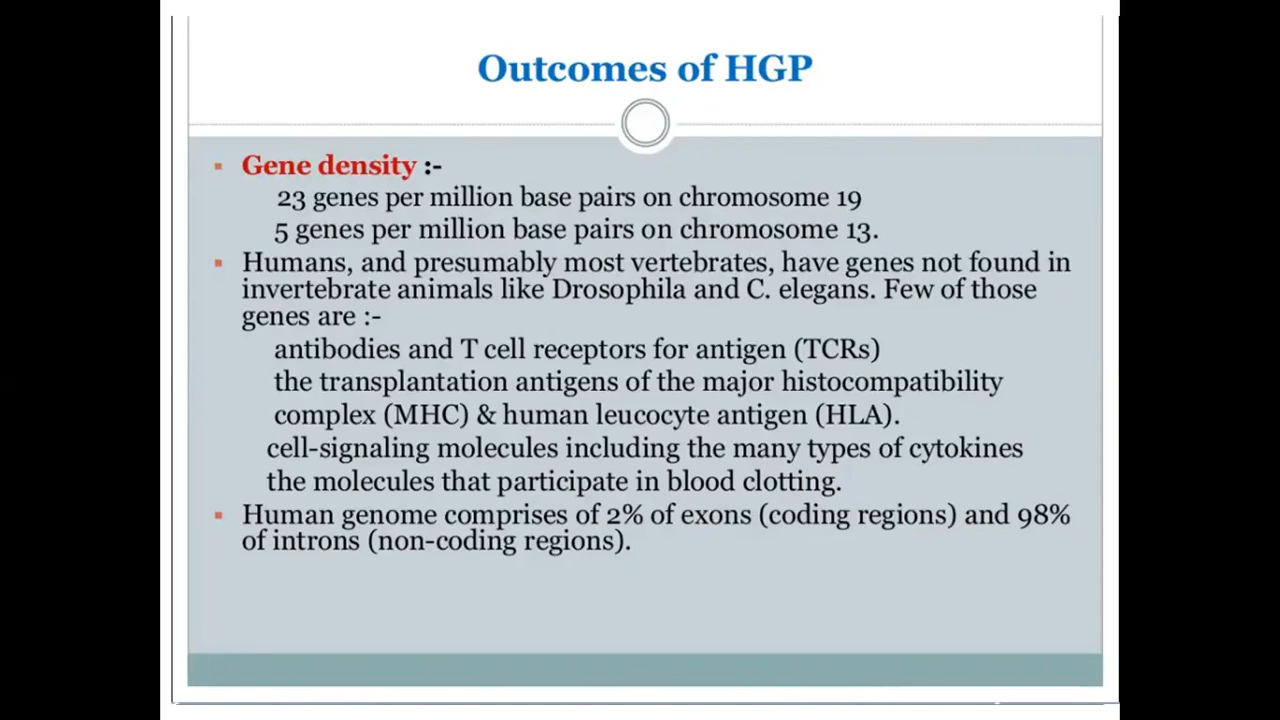 Outcomes of HGP
▪ Gene density :-
23 genes per million base pairs on chromosome 19
5 genes per million base pairs on chromosome 13.
▪ Humans, and presumably most vertebrates, have genes not found in
invertebrate animals like Drosophila and C. elegans. Few of those
genes are :-
antibodies and T cell receptors for antigen (TCRs)
the transplantation antigens of the major histocompatibility
complex (MHC) & human leucocyte antigen (HLA).
cell-signaling molecules including the many types of cytokines
the molecules that participate in blood clotting.
▪ Human genome comprises of 2% of exons (coding regions) and 98%
of introns (non-coding regions).